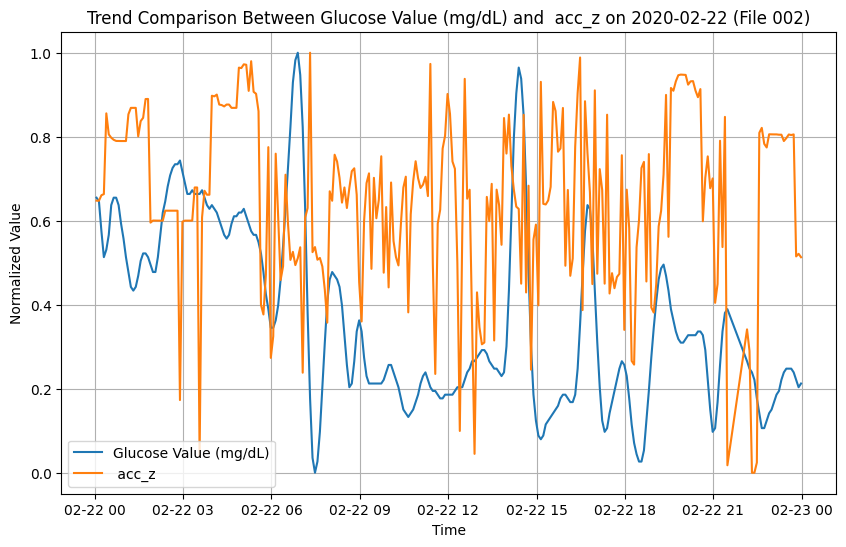 Trend Comparison Between Glucose Value (mg/dL) and  acc_z on 2020-02-22 (File 002)
1.0
0.8
0.6
0.4
0.2
0.0
Normalized Value
Glucose Value (mg/dL)
acc_z
02-22 00 02-22 03 02-22 06 02-22 09 02-22 12 02-22 15 02-22 18 02-22 21 02-23 00
Time